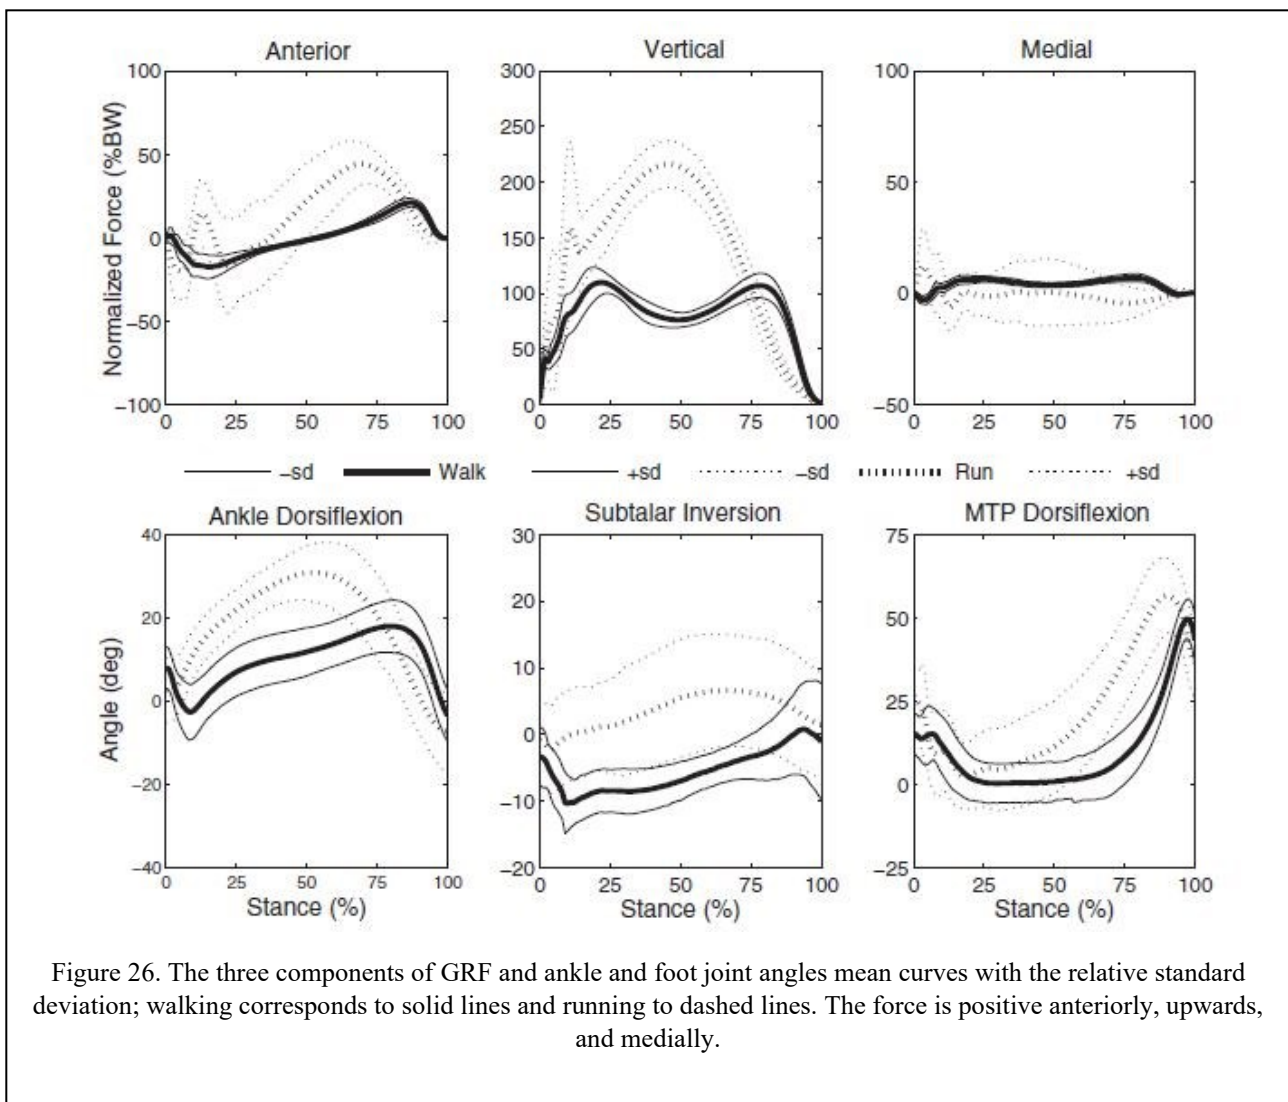 Anterior
Vertical
Medial
Normalized Force (%BW)
100
50
0
−50
−100
0 25 50 75 100
300
250
200
150
100
50
0
0 25 50 75 100
100
50
0
−50
0 25 50 75 100
−sd Walk +sd −sd Run +sd
Ankle Dorsiflexion
Subtalar Inversion
MTP Dorsiflexion
Angle (deg)
40
20
0
−20
−40
0 25 50 75 100
Stance (%)
30
20
10
0
−10
−20
0 25 50 75 100
Stance (%)
75
50
25
0
−25
0 25 50 75 100
Stance (%)
Figure 26. The three components of GRF and ankle and foot joint angles mean curves with the relative standard
deviation; walking corresponds to solid lines and running to dashed lines. The force is positive anteriorly, upwards,
and medially.